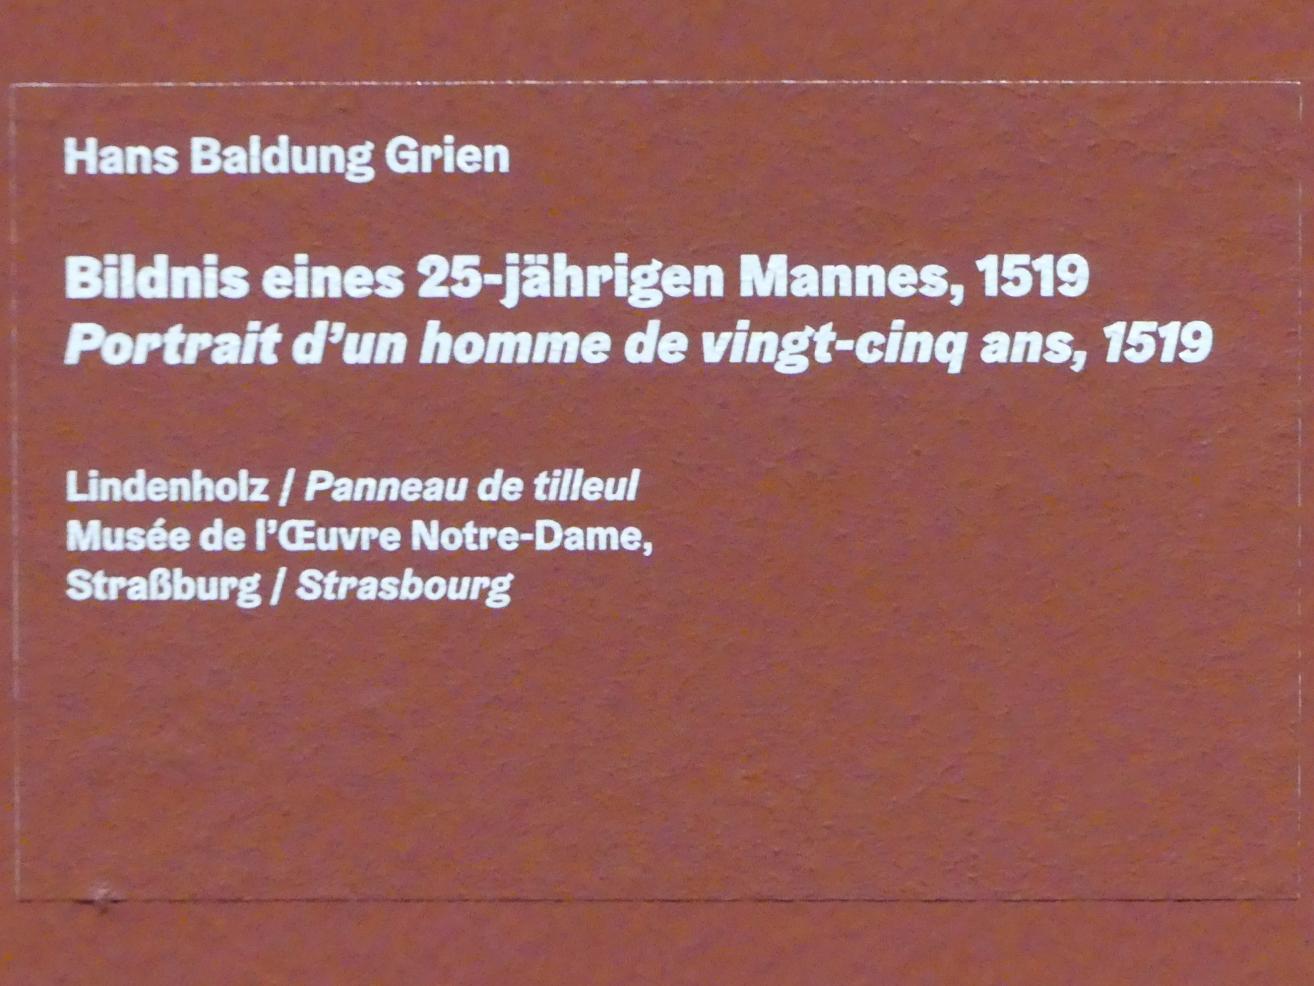 Hans Baldung Grien
Bildnis eines 25-jährigen Mannes, 1519
Portrait d’un homme de vingt-cinq ans, 1519
Lindenholz / Panneau de tilleul
Musée de l’Œuvre Notre-Dame,
Straßburg / Strasbourg